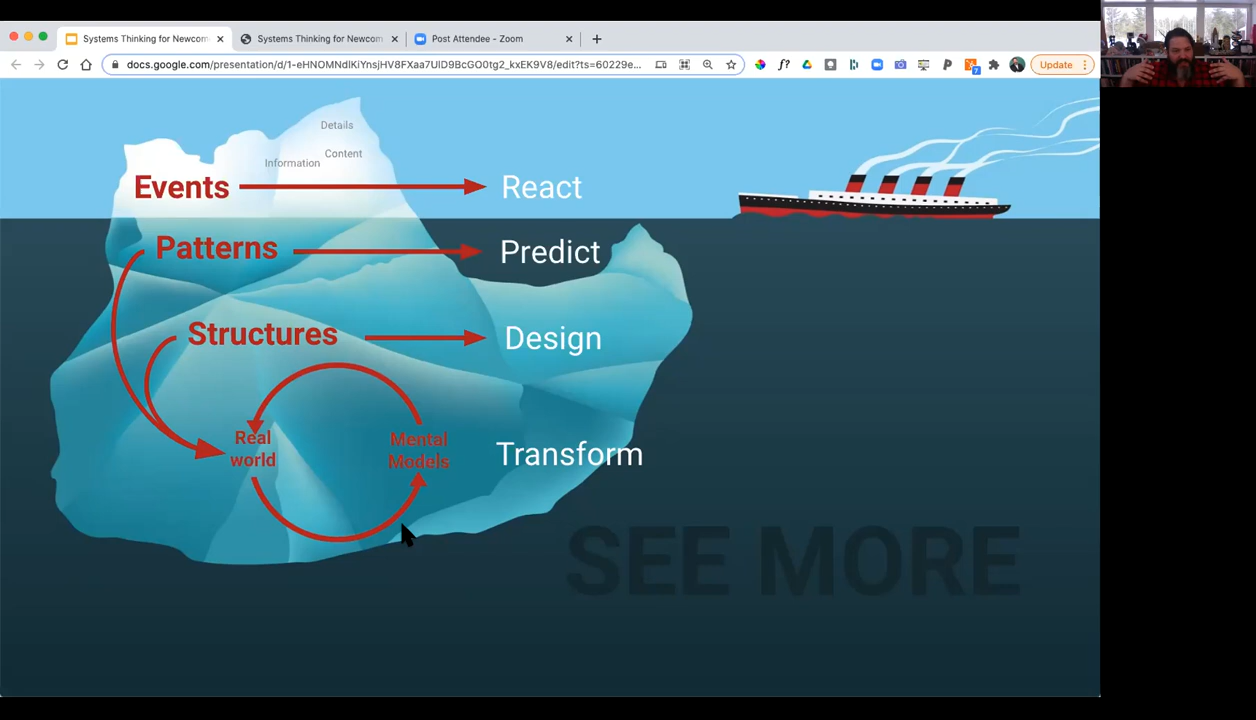 Systems Thinking for Newcom
Systems Thinking for Newcom
Post Attendee - Zoom
docs.google.com/presentation/d/1-eHNOMNdlKiYnsjHV8FXaa7UlD9BcGO0tg2_kxEK9V8/edit?ts=60229e...
7
Update
Details
Content
Information
Events
React
Patterns
Predict
Structures
Design
Real
world
Mental
Models
Transform
SEE MORE